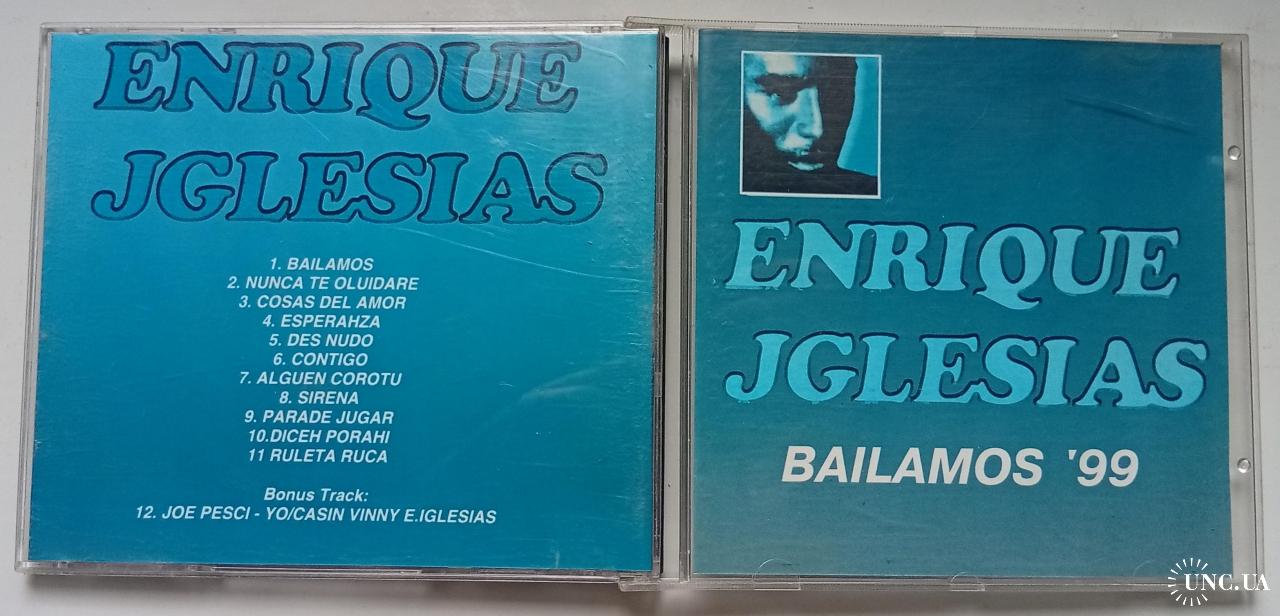 ENRIQUE
JGLESIAS
1. BAILAMOS
2. NUNCA TE OLUIDARE
3. COSAS DEL AMOR
4. ESPERAHZA
5. DES NUDO
6. CONTIGO
7. ALGUEN COROTU
8. SIRENA
9. PARADE JUGAR
10.DICEH PORAHI
11 RULETA RUCA
Bonus Track:
12. JOE PESCI - YO/CASIN VINNY E.IGLESIAS
ENRIQUE
JGLESIAS
BAILAMOS '99
UNC.UA